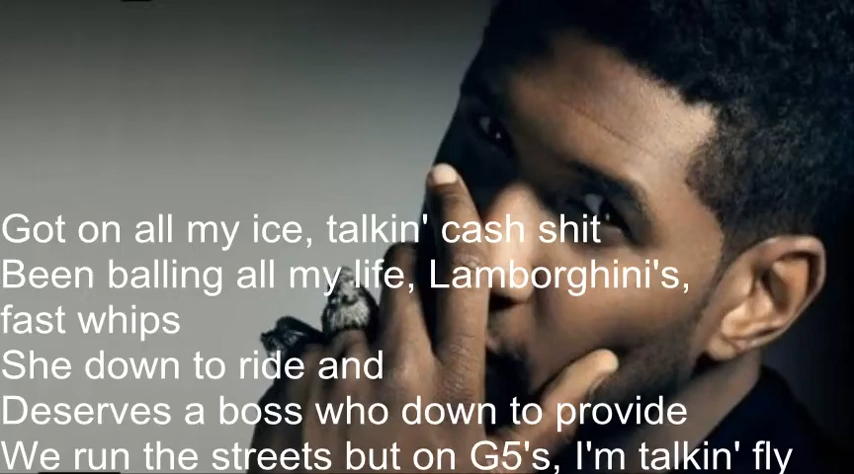 Got on all my ice, talkin' cash shit
Been balling all my life, Lamborghini's,
fast whips
She down to ride and
Deserves a boss who down to provide
We run the streets but on G5's, I'm talkin' fly